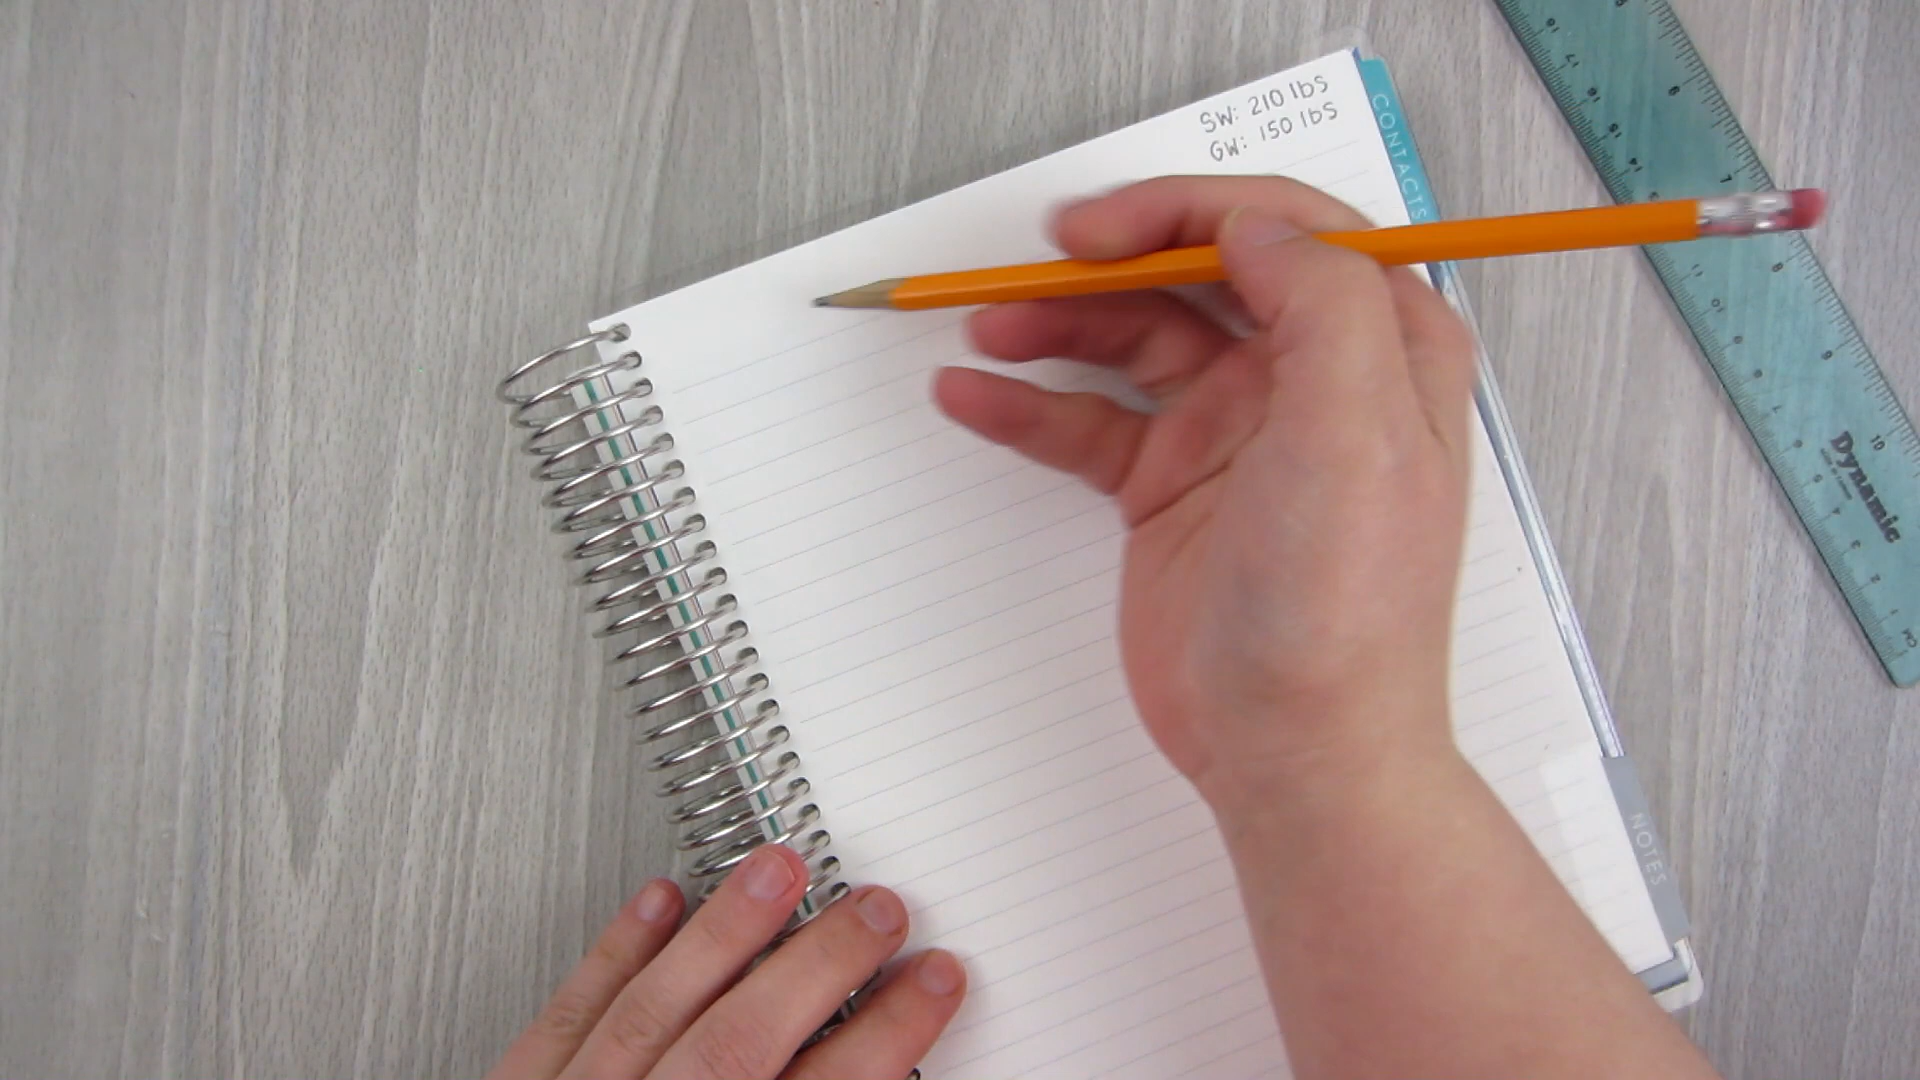 SW: 210 lbs
GW: 150 lbs
CONTACTS
NOTES
Dynamic